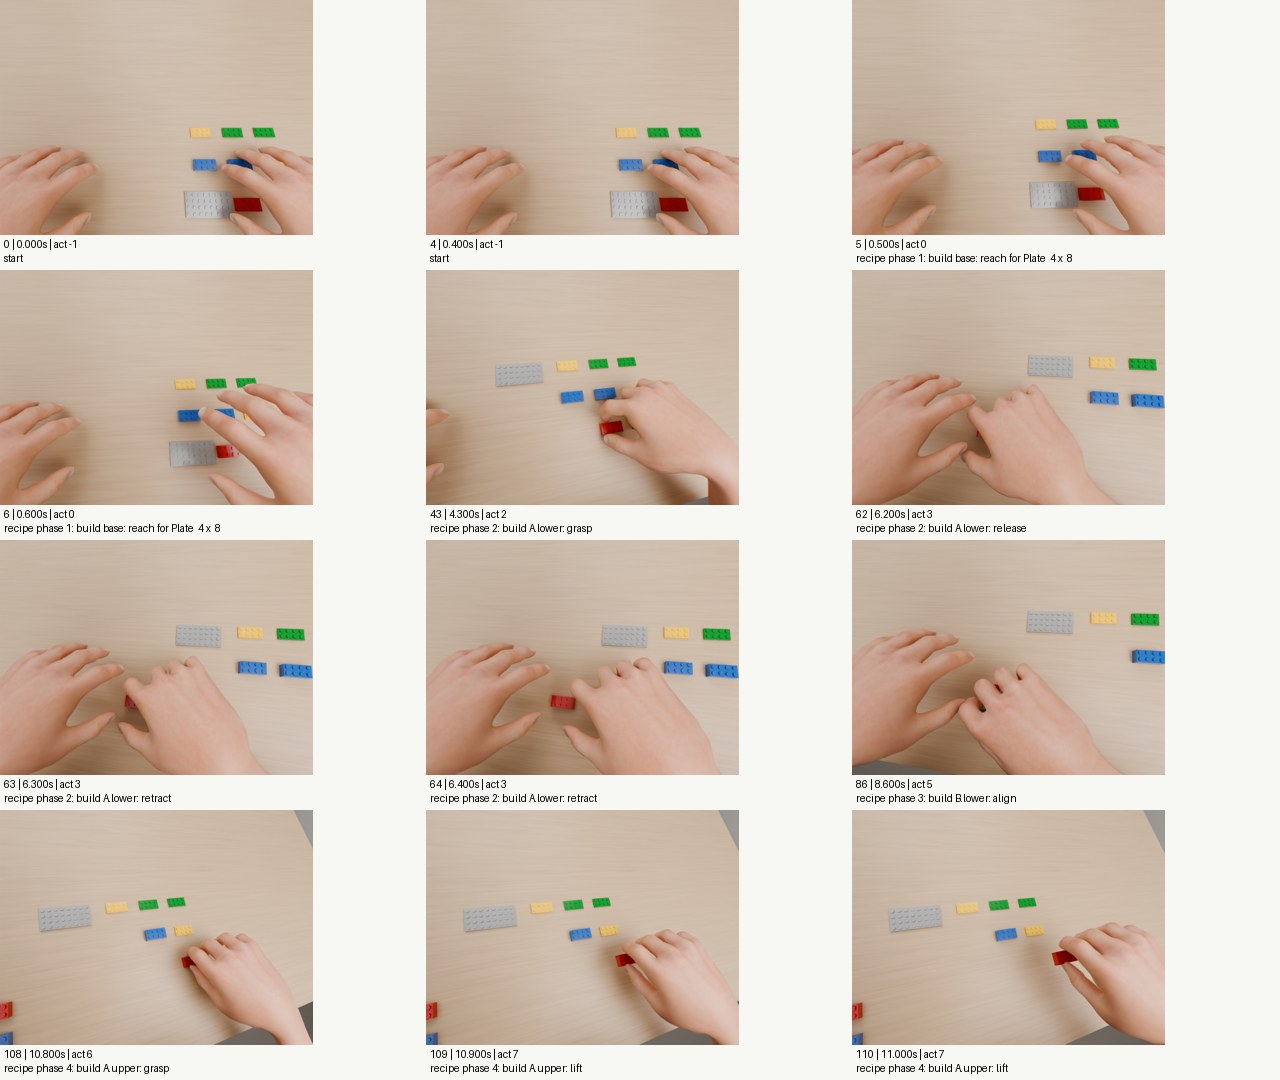 0 | 0.000s | act -1
start
4 | 0.400s | act -1
start
5 | 0.500s | act 0
recipe phase 1: build base: reach for Plate  4 x 8
6 | 0.600s | act 0
recipe phase 1: build base: reach for Plate  4 x 8
43 | 4.300s | act 2
recipe phase 2: build A lower: grasp
62 | 6.200s | act 3
recipe phase 2: build A lower: release
63 | 6.300s | act 3
recipe phase 2: build A lower: retract
64 | 6.400s | act 3
recipe phase 2: build A lower: retract
86 | 8.600s | act 5
recipe phase 3: build B lower: align
108 | 10.800s | act 6
recipe phase 4: build A upper: grasp
109 | 10.900s | act 7
recipe phase 4: build A upper: lift
110 | 11.000s | act 7
recipe phase 4: build A upper: lift